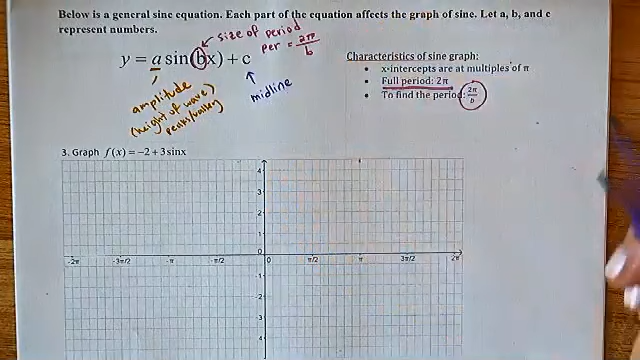 Below is a general sine equation. Each part of the equation affects the graph of sine. Let a, b, and c
represent numbers.
size of period
per = 2π/b
y = a sin(bx) + c
amplitude
(height of wave)
peaks/valley
midline
Characteristics of sine graph:
• x-intercepts are at multiples of π
• Full period: 2π
• To find the period: 2π/b
3. Graph f(x) = −2 + 3sinx
4
3
2
1
0
-2π -3π/2 -π -π/2 0 π/2 π 3π/2 2π
-1
-2
-3
-4